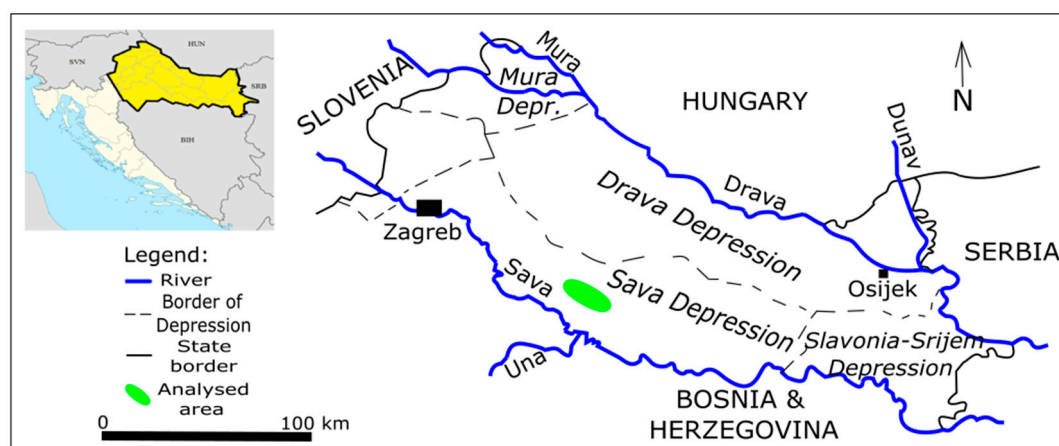 HUN
SVN
SRB
BIH
Legend:
River
Border of
Depression
State
border
Analysed
area
0 100 km
SLOVENIA
Mura
Mura
Depr.
HUNGARY
N
Dunav
Drava
Drava Depression
Zagreb
Sava
Sava Depression
Osijek
SERBIA
Slavonia-Srijem
Depression
Una
BOSNIA &
HERZEGOVINA